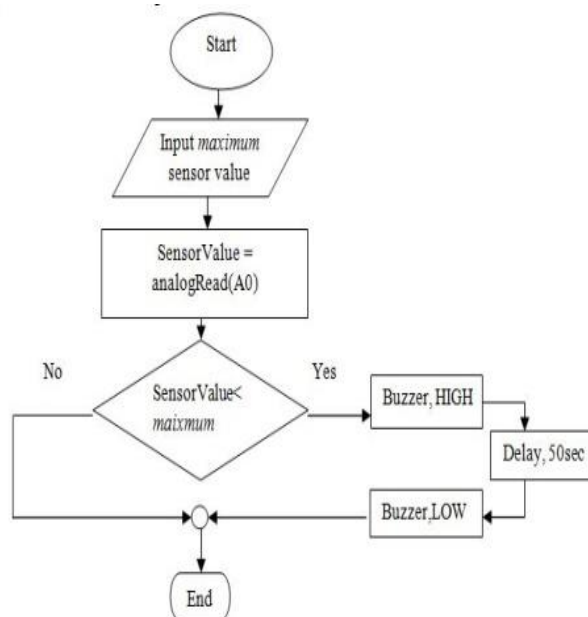 Start
Input maximum
sensor value
SensorValue =
analogRead(A0)
No
Yes
SensorValue<
maixmum
Buzzer, HIGH
Delay, 50sec
Buzzer,LOW
End